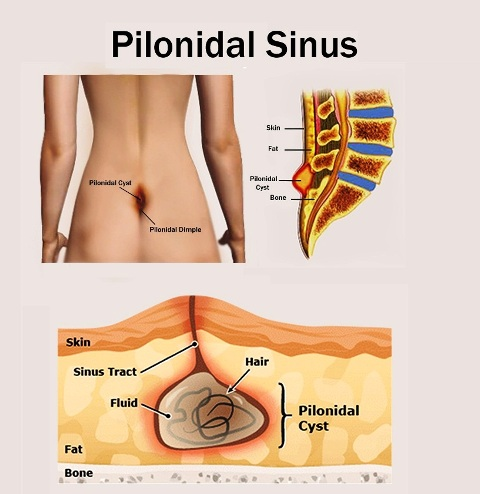 Pilonidal Sinus
Pilonidal Cyst
Pilonidal Dimple
Skin
Fat
Pilonidal
Cyst
Bone
Skin
Sinus Tract
Hair
Fluid
Pilonidal
Cyst
Fat
Bone